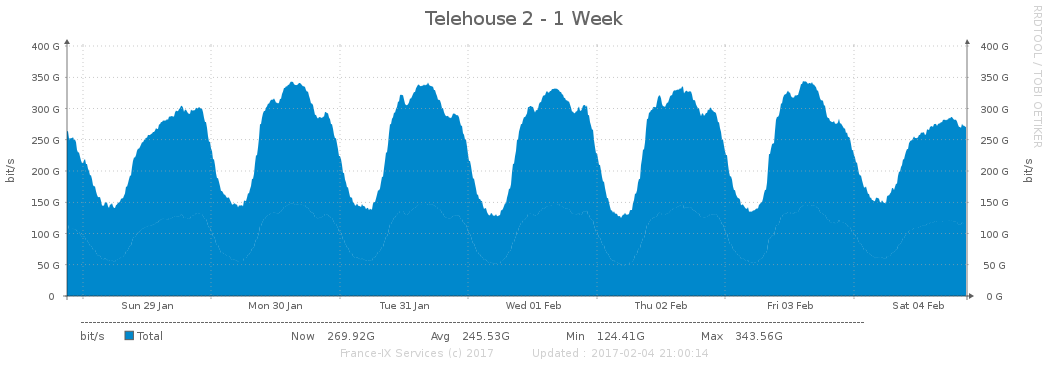 Telehouse 2 - 1 Week
RRDTOOL / TOBI OETIKER
400 G 400 G
350 G 350 G
300 G 300 G
250 G 250 G
200 G 200 G
150 G 150 G
100 G 100 G
50 G 50 G
0 0 G
bit/s bit/s
Sun 29 Jan Mon 30 Jan Tue 31 Jan Wed 01 Feb Thu 02 Feb Fri 03 Feb Sat 04 Feb
bit/s Total Now 269.92G Avg 245.53G Min 124.41G Max 343.56G
France-IX Services (c) 2017 Updated : 2017-02-04 21:00:14